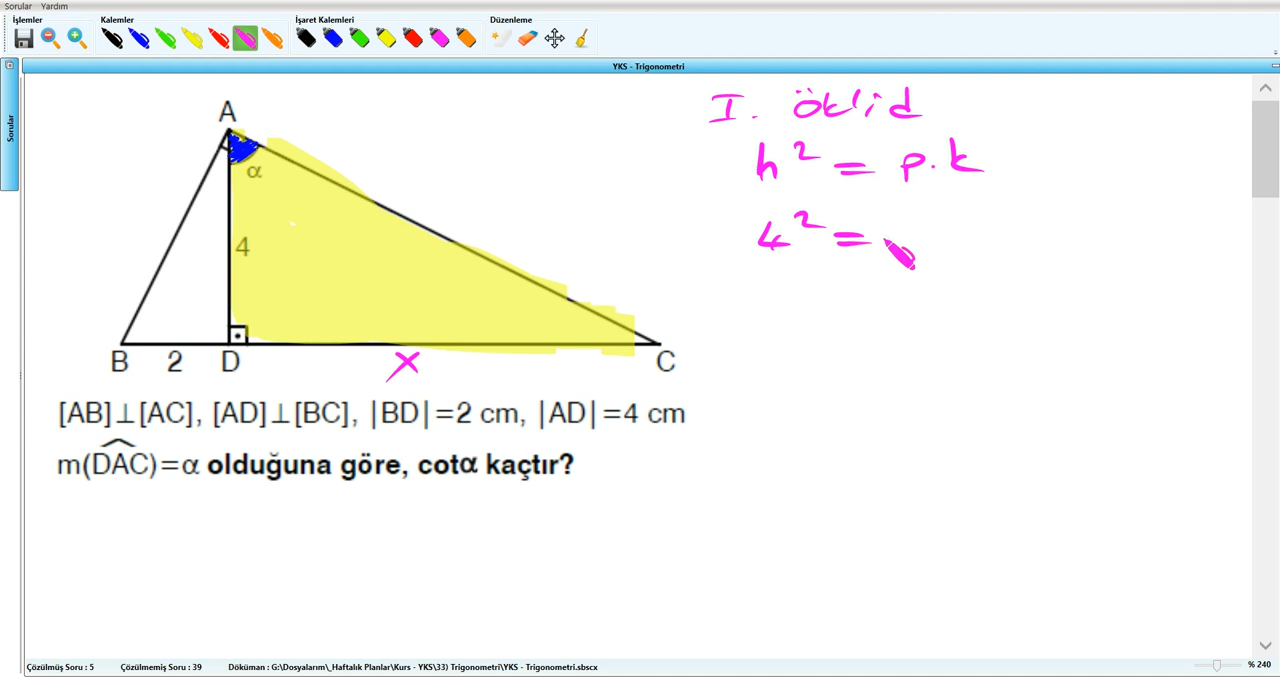 Sorular Yardım
İşlemler Kalemler İşaret Kalemleri Düzenleme
YKS - Trigonometri
Sorular
A
α
4
B 2 D x C
I. öklid
h² = p.k
4² =
[AB]⊥[AC], [AD]⊥[BC], |BD|=2 cm, |AD|=4 cm
m(DAC)=α olduğuna göre, cotα kaçtır?
Çözülmüş Soru : 5 Çözülmemiş Soru : 39 Döküman : G:\Dosyalarım\_Haftalık Planlar\Kurs - YKS\33) Trigonometri\YKS - Trigonometri.sbscx % 240